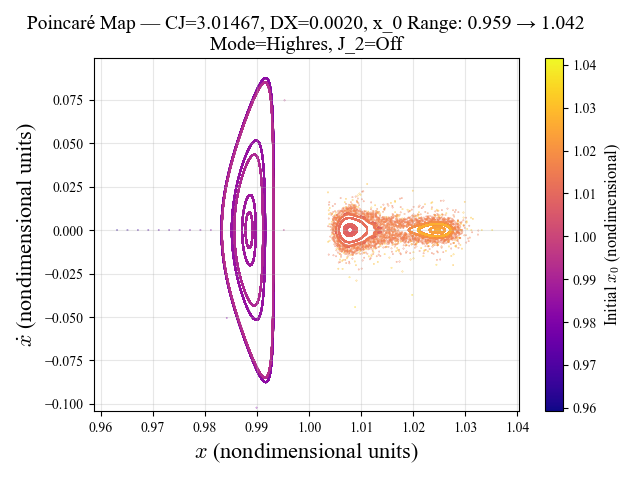 Poincaré Map — CJ=3.01467, DX=0.0020, x_0 Range: 0.959 → 1.042
Mode=Highres, J_2=Off
0.075
0.050
0.025
0.000
−0.025
−0.050
−0.075
−0.100
ẋ (nondimensional units)
0.96 0.97 0.98 0.99 1.00 1.01 1.02 1.03 1.04
x (nondimensional units)
1.04
1.03
1.02
1.01
1.00
0.99
0.98
0.97
0.96
Initial x₀ (nondimensional)